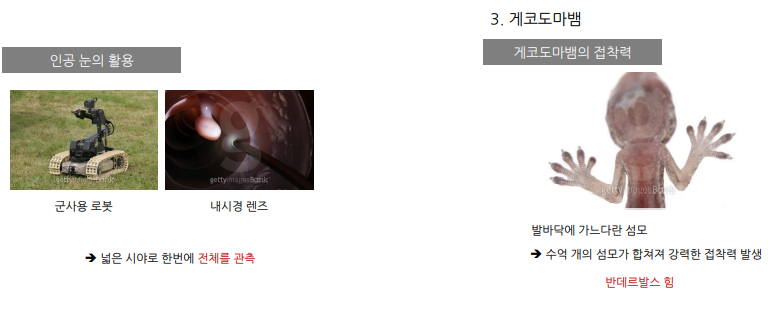 인공 눈의 활용
gettyimagesBank
gettyimagesBank
군사용 로봇
내시경 렌즈
➔ 넓은 시야로 한번에 전체를 관측
3. 게코도마뱀
게코도마뱀의 접착력
gettyimagesBank
발바닥에 가느다란 섬모
➔ 수억 개의 섬모가 합쳐져 강력한 접착력 발생
반데르발스 힘